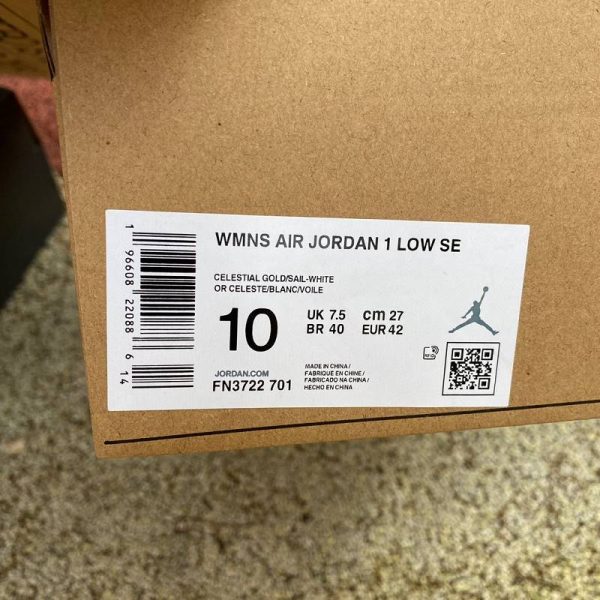 WMNS AIR JORDAN 1 LOW SE
CELESTIAL GOLD/SAIL-WHITE
OR CELESTE/BLANC/VOILE
10
UK 7.5 cm 27
BR 40 EUR 42
JORDAN.COM
FN3722 701
MADE IN CHINA /
FABRIQUE EN CHINE /
FABRICADO NA CHINA /
HECHO EN CHINA
1 96608 22088 6 14